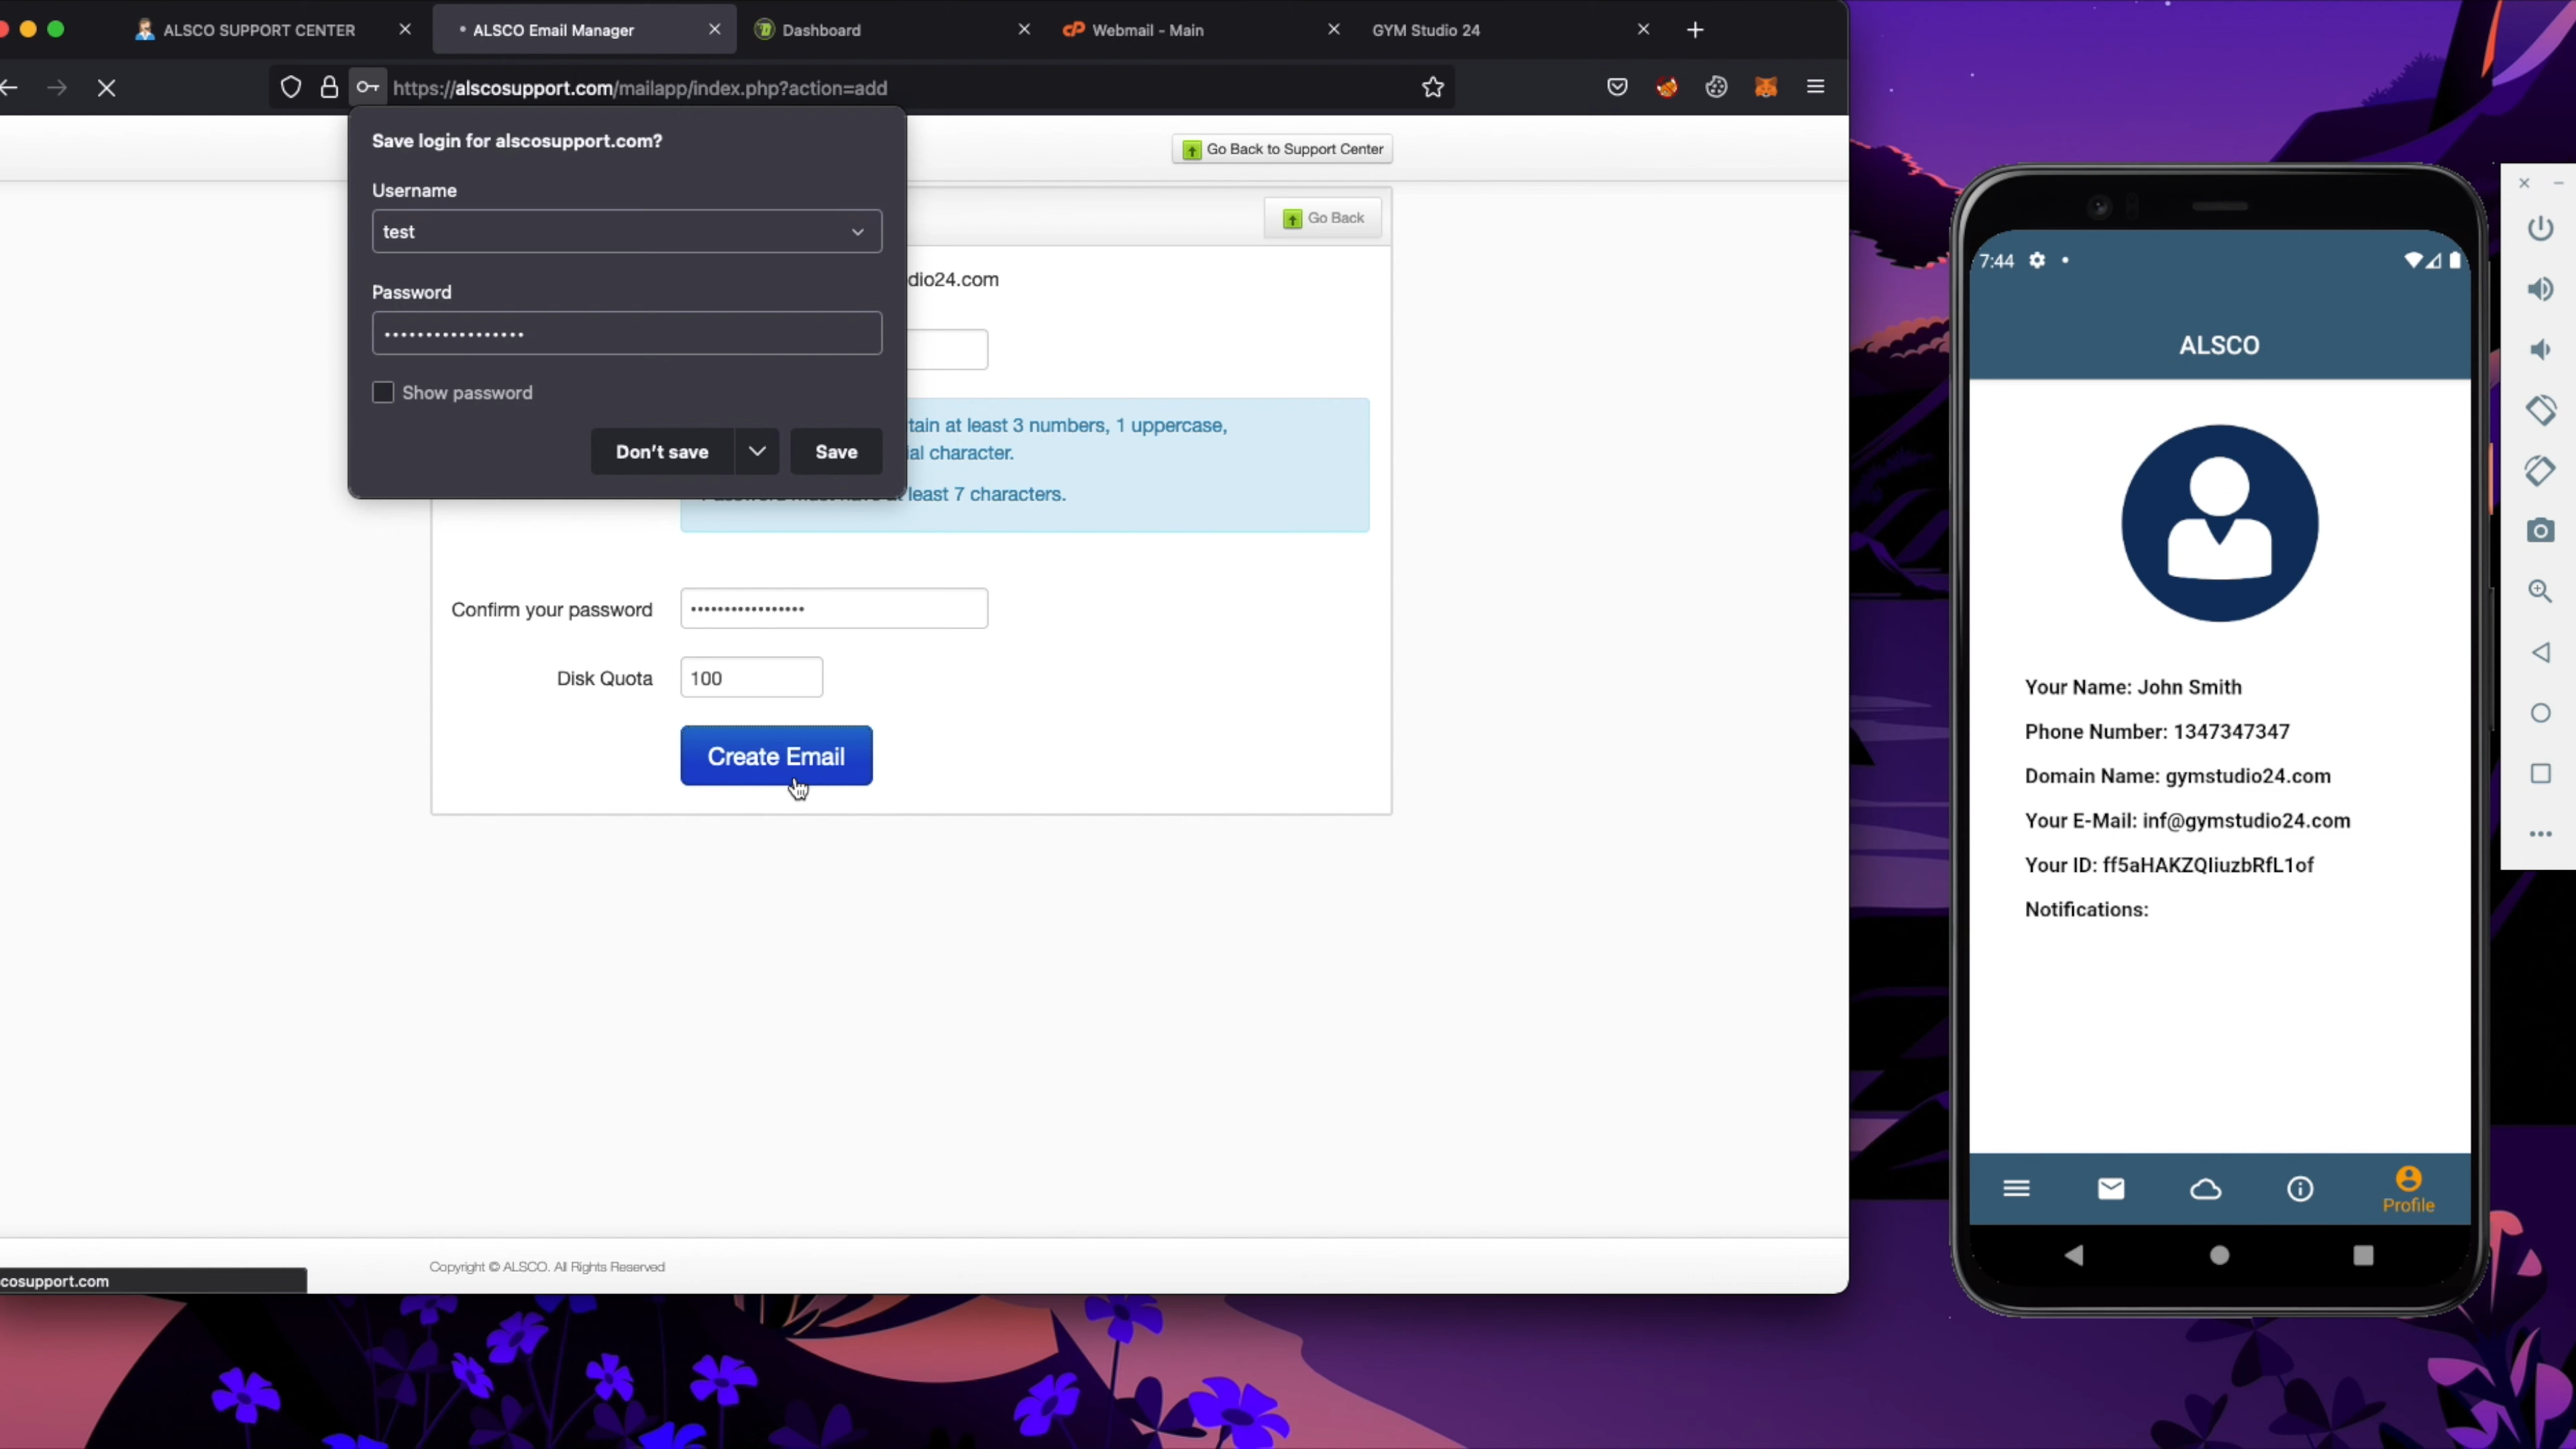 ALSCO SUPPORT CENTER
ALSCO Email Manager
Dashboard
Webmail - Main
GYM Studio 24
https://alscosupport.com/mailapp/index.php?action=add
Save login for alscosupport.com?
Username
test
Password
Show password
Don't save
Save
Go Back to Support Center
Go Back
dio24.com
tain at least 3 numbers, 1 uppercase,
ial character.
least 7 characters.
Confirm your password
Disk Quota
100
Create Email
Copyright © ALSCO. All Rights Reserved
cosupport.com
7:44
ALSCO
Your Name: John Smith
Phone Number: 1347347347
Domain Name: gymstudio24.com
Your E-Mail: inf@gymstudio24.com
Your ID: ff5aHAKZQIiuzbRfL1of
Notifications:
Profile